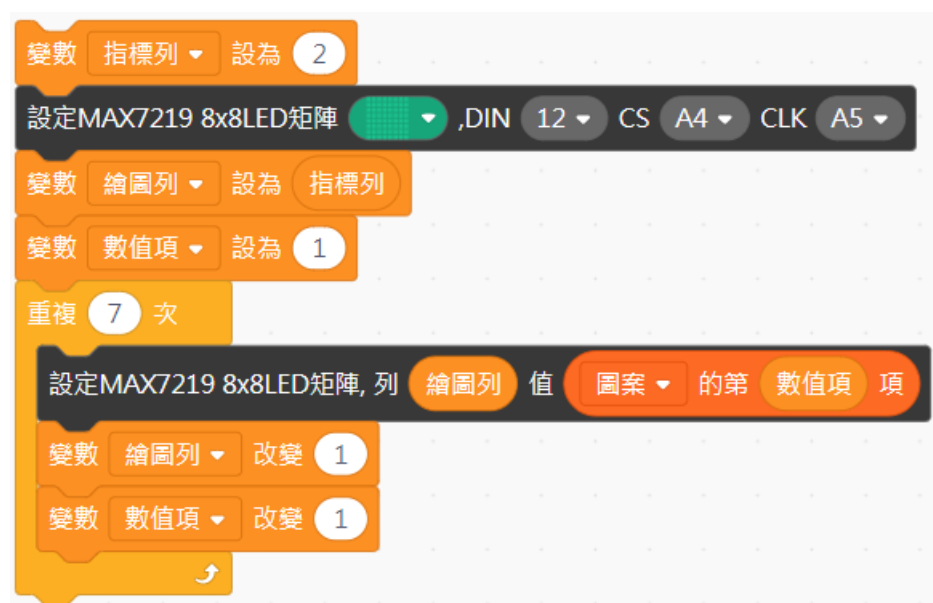 變數 指標列 設為 2
設定MAX7219 8x8LED矩陣 ,DIN 12 CS A4 CLK A5
變數 繪圖列 設為 指標列
變數 數值項 設為 1
重複 7 次
設定MAX7219 8x8LED矩陣, 列 繪圖列 值 圖案 的第 數值項 項
變數 繪圖列 改變 1
變數 數值項 改變 1